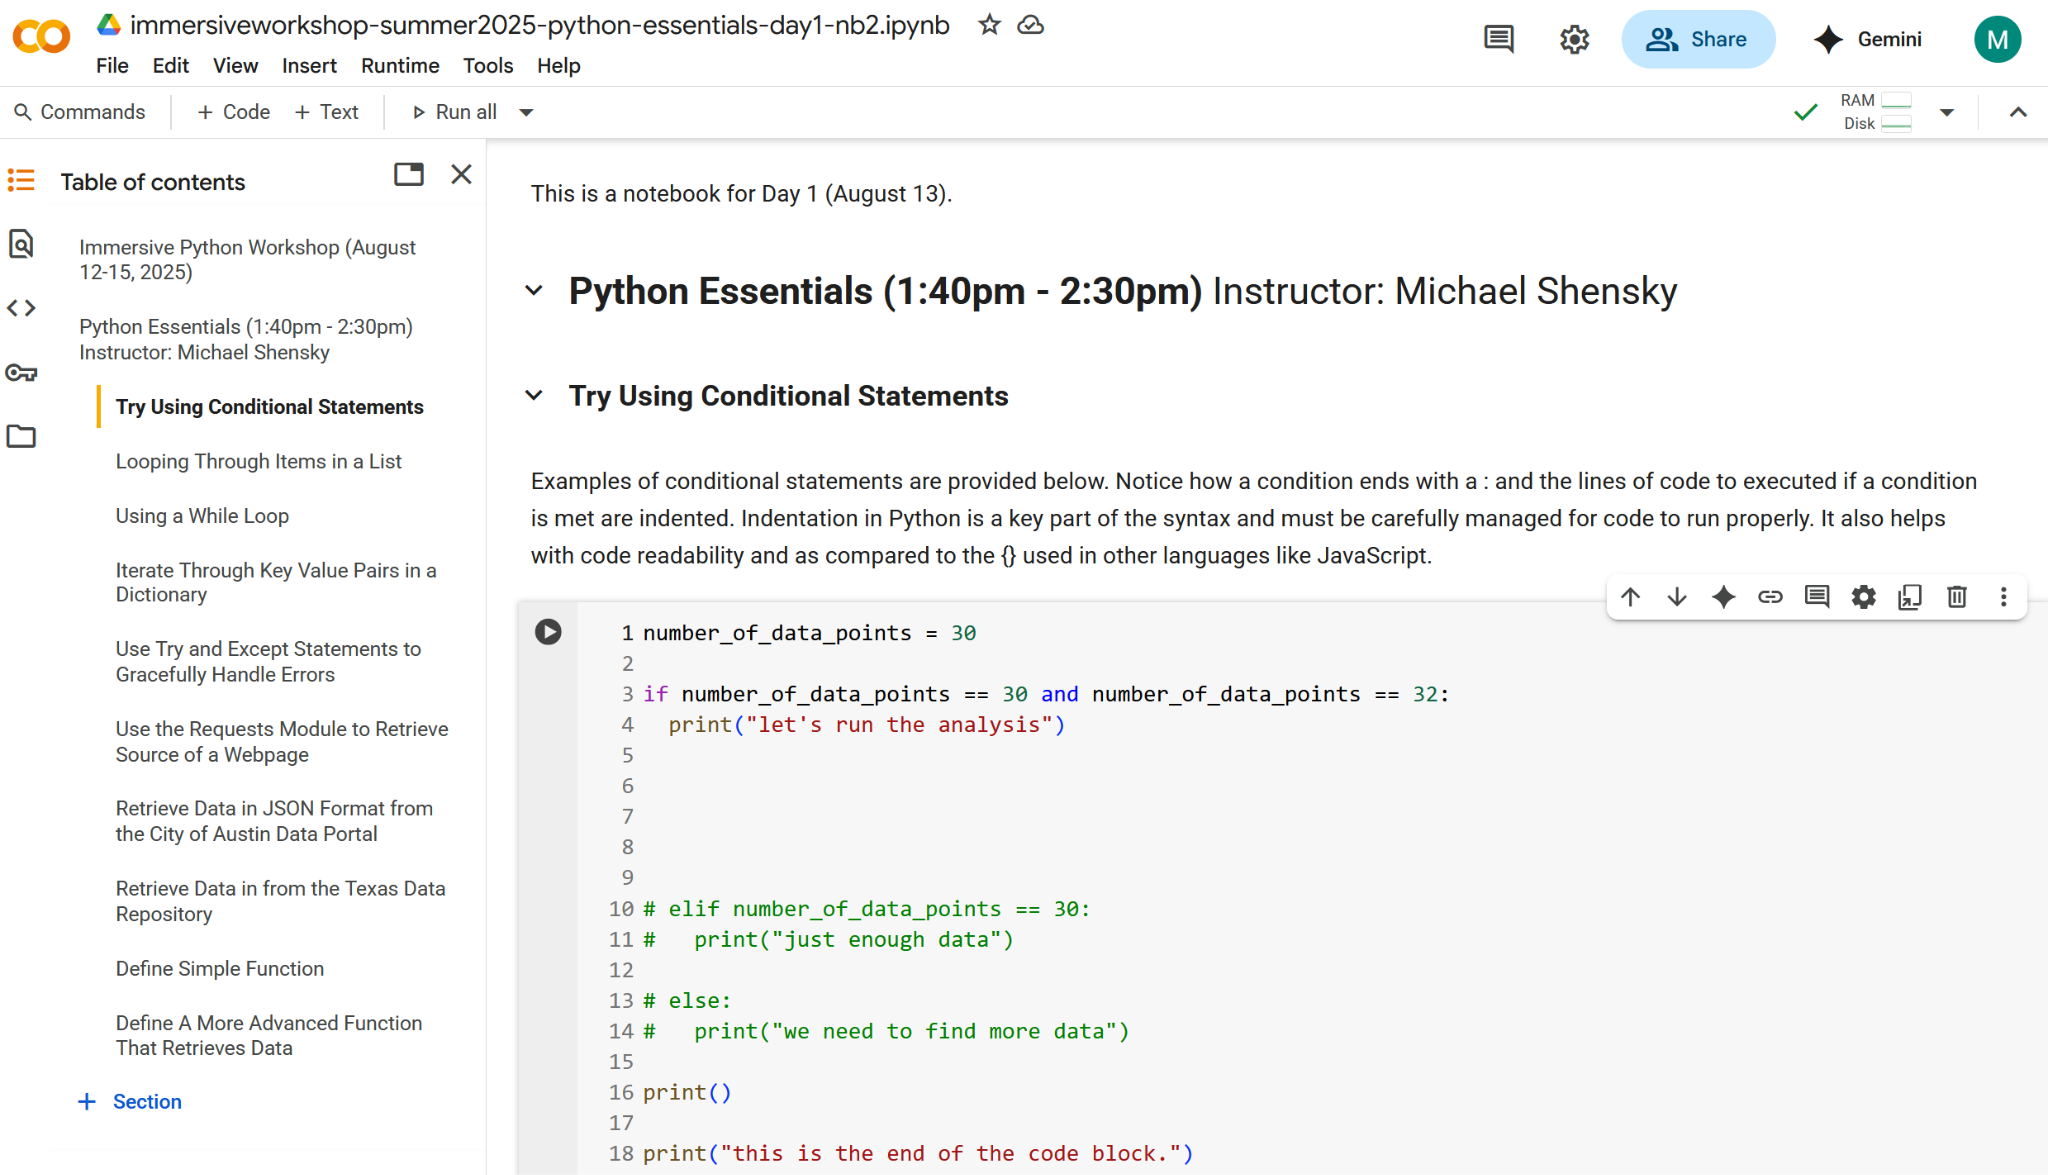 immersiveworkshop-summer2025-python-essentials-day1-nb2.ipynb
File Edit View Insert Runtime Tools Help
Share
Gemini
M
Commands
+ Code + Text
Run all
RAM
Disk
Table of contents
Immersive Python Workshop (August
12-15, 2025)
Python Essentials (1:40pm - 2:30pm)
Instructor: Michael Shensky
Try Using Conditional Statements
Looping Through Items in a List
Using a While Loop
Iterate Through Key Value Pairs in a
Dictionary
Use Try and Except Statements to
Gracefully Handle Errors
Use the Requests Module to Retrieve
Source of a Webpage
Retrieve Data in JSON Format from
the City of Austin Data Portal
Retrieve Data in from the Texas Data
Repository
Define Simple Function
Define A More Advanced Function
That Retrieves Data
+ Section
This is a notebook for Day 1 (August 13).
Python Essentials (1:40pm - 2:30pm) Instructor: Michael Shensky
Try Using Conditional Statements
Examples of conditional statements are provided below. Notice how a condition ends with a : and the lines of code to executed if a condition
is met are indented. Indentation in Python is a key part of the syntax and must be carefully managed for code to run properly. It also helps
with code readability and as compared to the {} used in other languages like JavaScript.
1 number_of_data_points = 30
2
3 if number_of_data_points == 30 and number_of_data_points == 32:
4   print("let's run the analysis")
5
6
7
8
9
10 # elif number_of_data_points == 30:
11 #   print("just enough data")
12
13 # else:
14 #   print("we need to find more data")
15
16 print()
17
18 print("this is the end of the code block.")